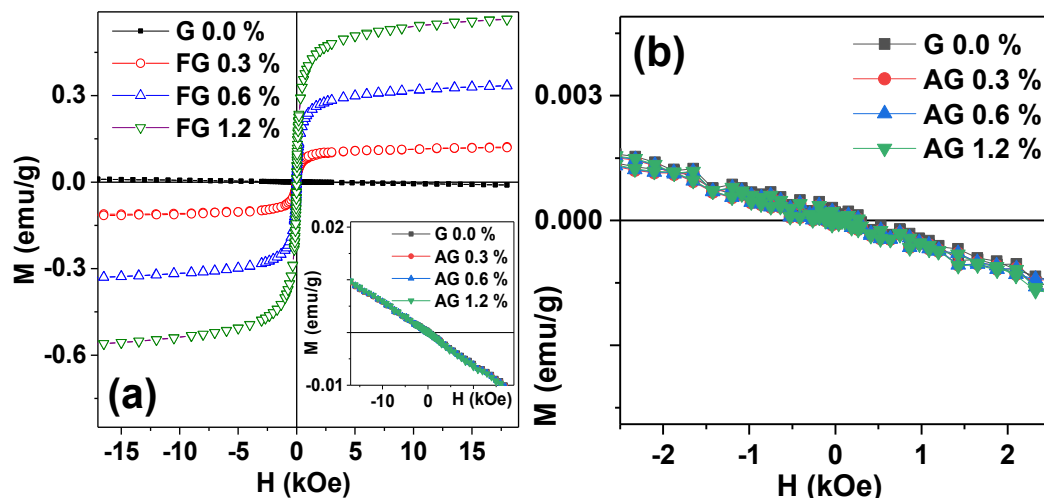 (a)
G 0.0 %
FG 0.3 %
FG 0.6 %
FG 1.2 %
M (emu/g)
0.3
0.0
-0.3
-0.6
-15 -10 -5 0 5 10 15
H (kOe)
0.02
G 0.0 %
AG 0.3 %
AG 0.6 %
AG 1.2 %
M (emu/g)
-0.01
-10 0 H (kOe)
(b)
G 0.0 %
AG 0.3 %
AG 0.6 %
AG 1.2 %
M (emu/g)
0.003
0.000
-2 -1 0 1 2
H (kOe)